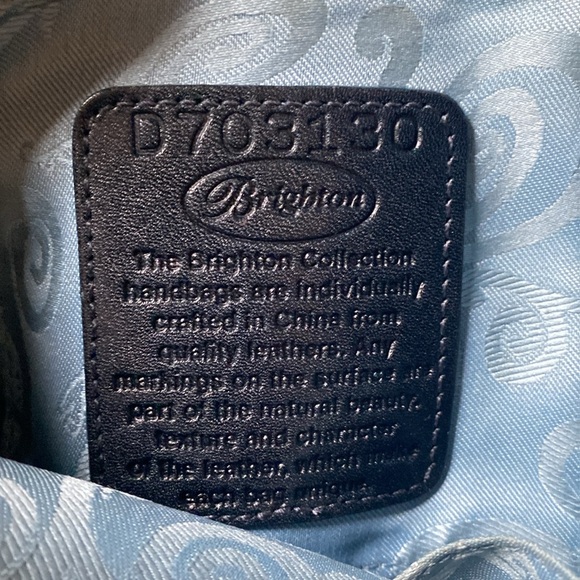 D703130
Brighton
The Brighton Collection
handbags are individually
crafted in China from
quality leathers. Any
markings on the surface are
part of the natural beauty,
texture and character
of the leather, which make
each bag unique.